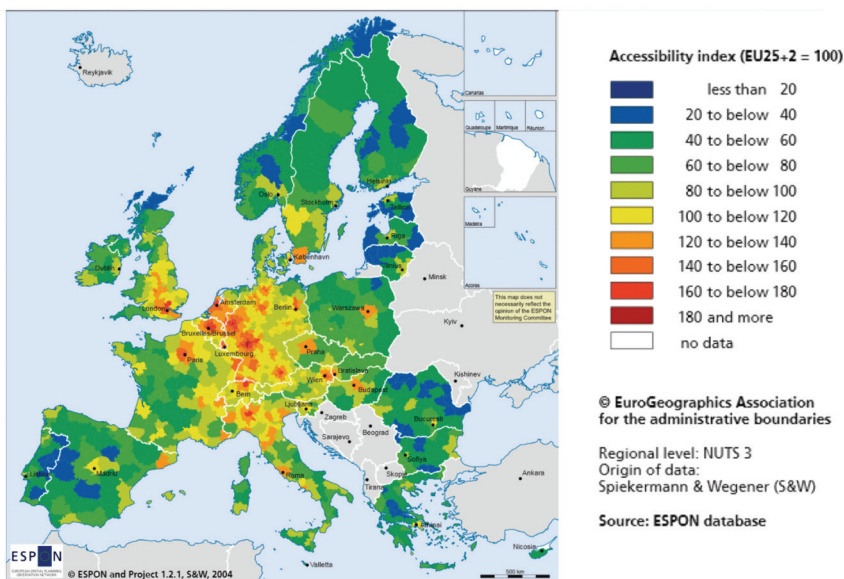 Reykjavik
Canarias
Guadeloupe
Martinique
Réunion
Guyane
Madeira
Acores
Helsinki
Oslo
Stockholm
Tallinn
Riga
Dublin
København
Vilnius
Minsk
This map does not
necessarily reflect the
opinion of the ESPON
Monitoring Committee
London
Amsterdam
Berlin
Warszawa
Bruxelles/Brussel
Kyiv
Luxembourg
Praha
Paris
Bratislava
Wien
Kishinev
Budapest
Bern
Ljubljana
Zagreb
Bucuresti
Beograd
Sarajevo
Sofiya
Skopje
Ankara
Lisboa
Madrid
Roma
Tirana
Athinai
Nicosia
Valletta
500 km
ESPON
© ESPON and Project 1.2.1, S&W, 2004
Accessibility index (EU25+2 = 100)
less than 20
20 to below 40
40 to below 60
60 to below 80
80 to below 100
100 to below 120
120 to below 140
140 to below 160
160 to below 180
180 and more
no data
© EuroGeographics Association
for the administrative boundaries
Regional level: NUTS 3
Origin of data:
Spiekermann & Wegener (S&W)
Source: ESPON database